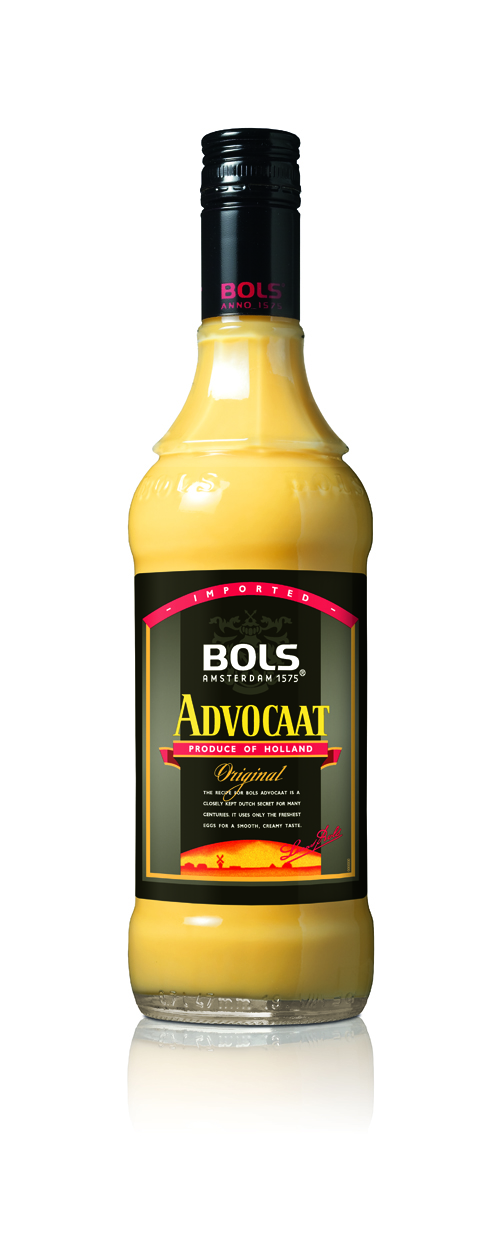 BOLS
ANNO 1575
- IMPORTED -
BOLS
AMSTERDAM 1575®
ADVOCAAT
PRODUCE OF HOLLAND
Original
THE RECIPE FOR BOLS ADVOCAAT IS A
CLOSELY KEPT DUTCH SECRET FOR MANY
CENTURIES. IT USES ONLY THE FRESHEST
EGGS FOR A SMOOTH, CREAMY TASTE.